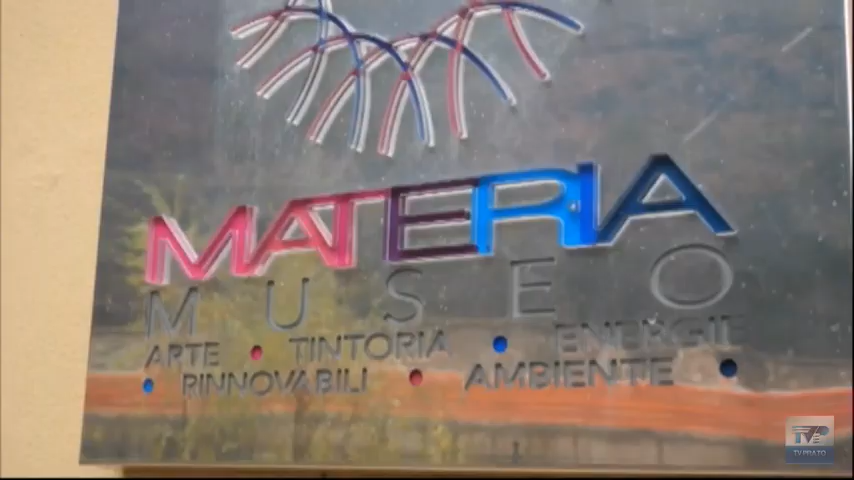 MATERIA
MUSEO
ARTE • TINTORIA • ENERGIE
• RINNOVABILI • AMBIENTE •
TV PRATO